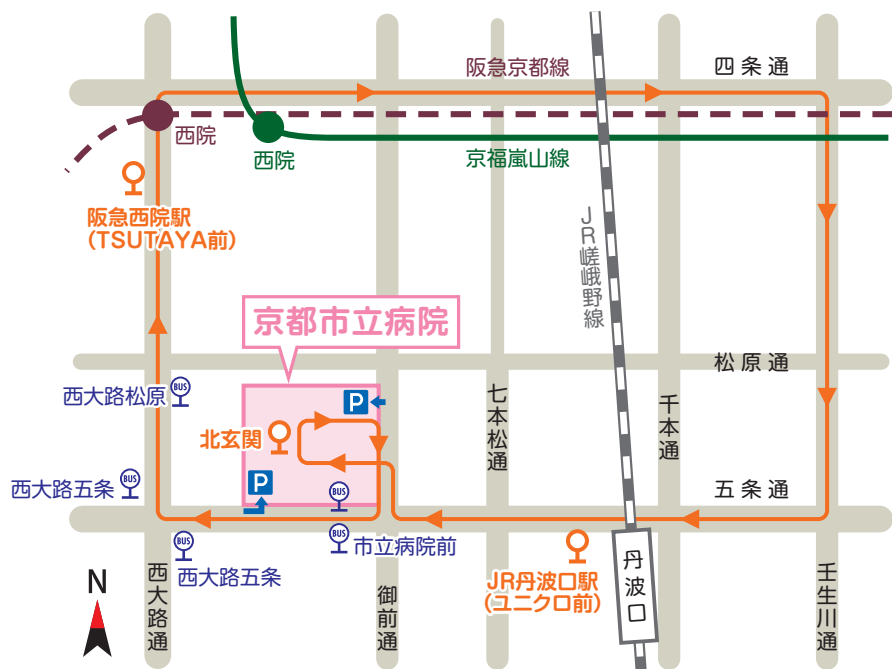 阪急京都線
四条通
西院
西院
京福嵐山線
阪急西院駅
(TSUTAYA前)
JR嵯峨野線
京都市立病院
松原通
西大路松原
BUS
P
七本松通
千本通
北玄関
西大路五条
BUS
P
BUS
五条通
BUS
西大路五条
BUS
市立病院前
JR丹波口駅
(ユニクロ前)
丹波口
N
西大路通
御前通
壬生川通